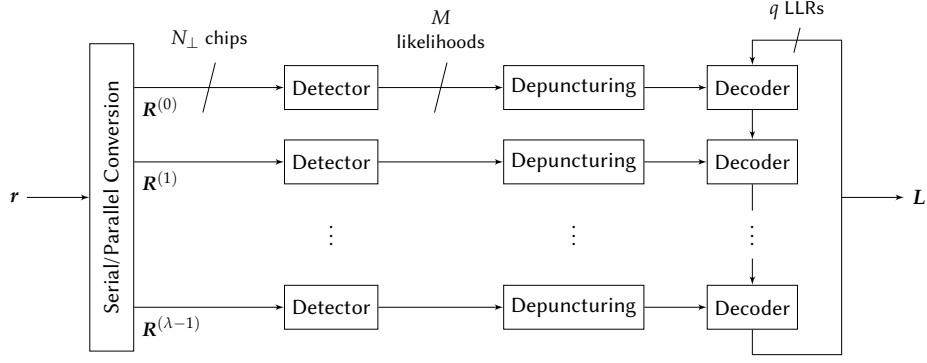 q LLRs
N⊥ chips
M
likelihoods
Serial/Parallel Conversion
Detector
Depuncturing
Decoder
R(0)
Detector
Depuncturing
Decoder
R(1)
r
L
⋮ ⋮ ⋮
Detector
Depuncturing
Decoder
R(λ−1)